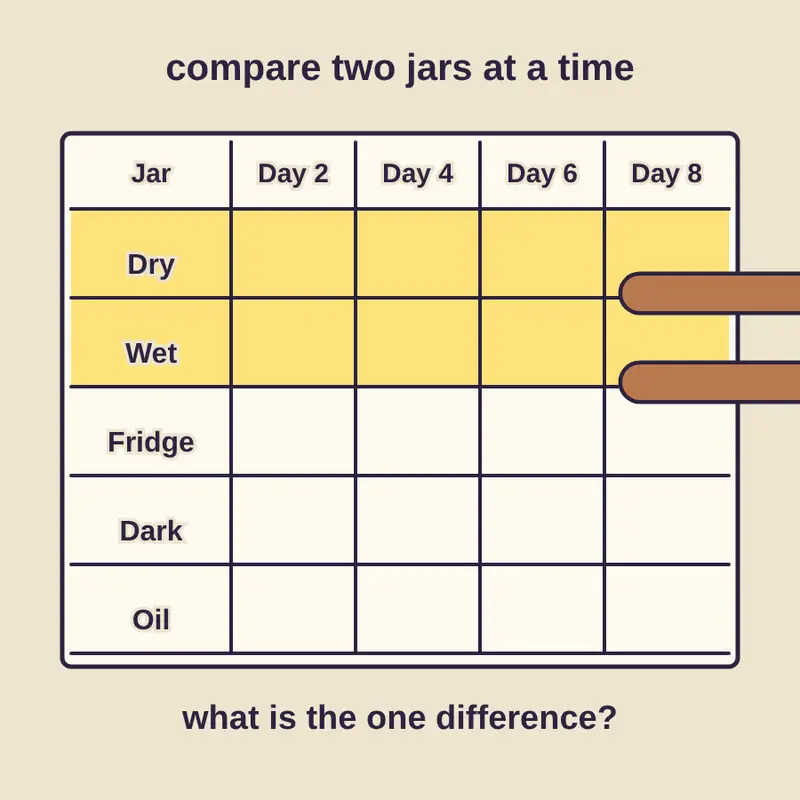 compare two jars at a time
Jar Day 2 Day 4 Day 6 Day 8
Dry
Wet
Fridge
Dark
Oil
what is the one difference?